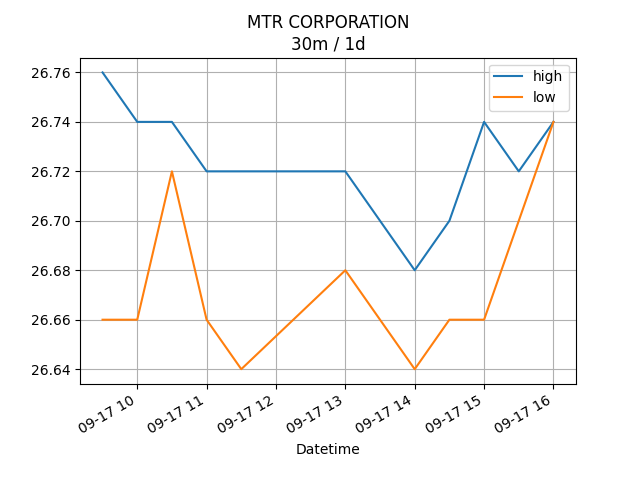 MTR CORPORATION
30m / 1d
high
low
26.76
26.74
26.72
26.70
26.68
26.66
26.64
09-17 10
09-17 11
09-17 12
09-17 13
09-17 14
09-17 15
09-17 16
Datetime